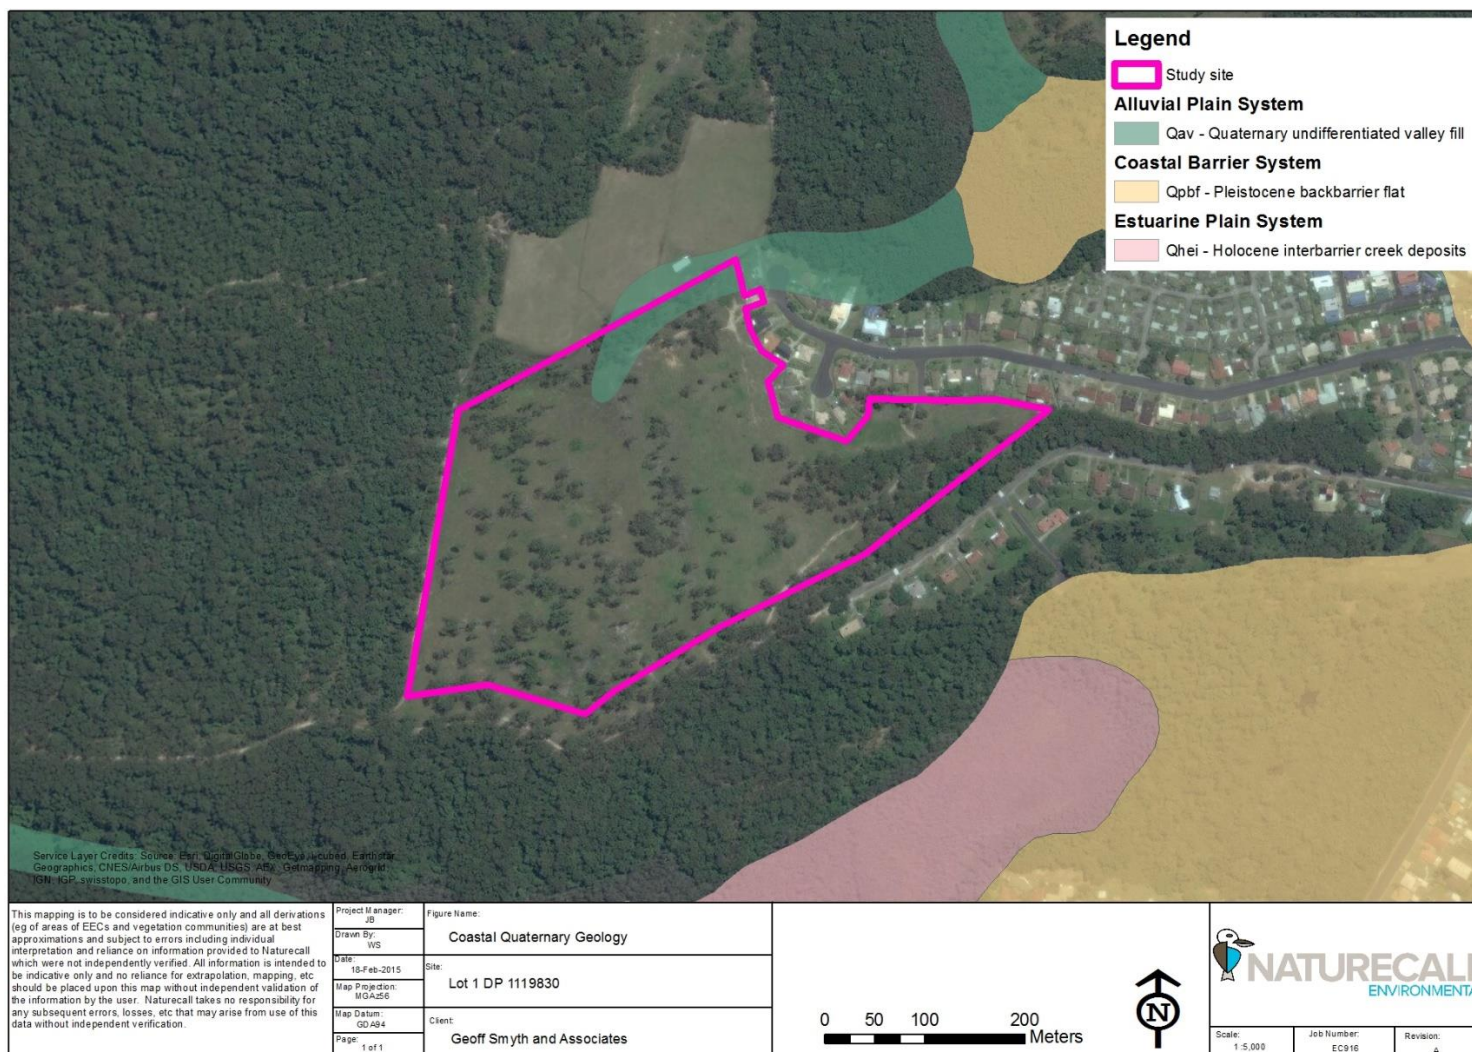 Legend
Study site
Alluvial Plain System
Qav - Quaternary undifferentiated valley fill
Coastal Barrier System
Qpbf - Pleistocene backbarrier flat
Estuarine Plain System
Qhei - Holocene interbarrier creek deposits
Service Layer Credits: Source: Esri, DigitalGlobe, GeoEye, i-cubed, Earthstar
Geographics, CNES/Airbus DS, USDA, USGS, AEX, Getmapping, Aerogrid,
IGN, IGP, swisstopo, and the GIS User Community
This mapping is to be considered indicative only and all derivations
(eg of areas of EECs and vegetation communities) are at best
approximations and subject to errors including individual
interpretation and reliance on information provided to Naturecall
which were not independently verified. All information is intended to
be indicative only and no reliance for extrapolation, mapping, etc
should be placed upon this map without independent validation of
the information by the user. Naturecall takes no responsibility for
any subsequent errors, losses, etc that may arise from use of this
data without independent verification.
Project Manager:
JB
Drawn By:
WS
Date:
18-Feb-2015
Map Projection:
MGAz56
Map Datum:
GDA94
Page:
1 of 1
Figure Name:
Coastal Quaternary Geology
Site:
Lot 1 DP 1119830
Client:
Geoff Smyth and Associates
0 50 100 200
Meters
N
NATURECALL
ENVIRONMENTA
Scale:
1:5,000
Job Number:
EC916
Revision:
A